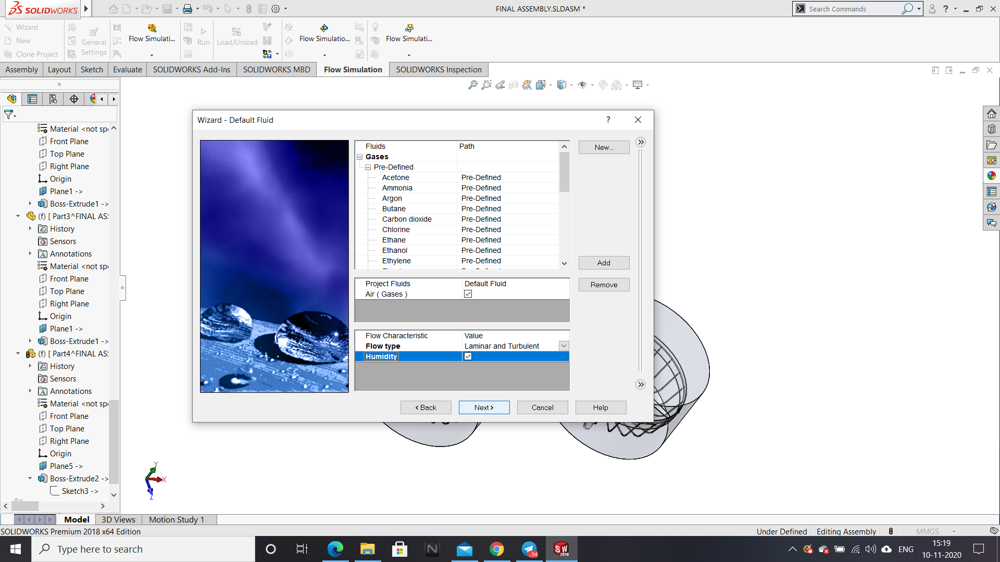 SOLIDWORKS
FINAL ASSEMBLY.SLDASM *
Search Commands
?
Wizard
New
Clone Project
General Settings
Flow Simulati...
Run
Load/Unload
Flow Simulatio...
Flow Simulati...
Assembly
Layout
Sketch
Evaluate
SOLIDWORKS Add-Ins
SOLIDWORKS MBD
Flow Simulation
SOLIDWORKS Inspection
Material <not spe
Front Plane
Top Plane
Right Plane
Origin
Plane1 ->
Boss-Extrude1 ->
(f) [ Part3^FINAL AS
History
Sensors
Annotations
Material <not spe
Front Plane
Top Plane
Right Plane
Origin
Plane1 ->
Boss-Extrude1 ->
(f) [ Part4^FINAL AS
History
Sensors
Annotations
Material <not spe
Front Plane
Top Plane
Right Plane
Origin
Plane5 ->
Boss-Extrude2 ->
Sketch3 ->
Wizard - Default Fluid
?
Fluids Path
Gases
Pre-Defined
Acetone Pre-Defined
Ammonia Pre-Defined
Argon Pre-Defined
Butane Pre-Defined
Carbon dioxide Pre-Defined
Chlorine Pre-Defined
Ethane Pre-Defined
Ethanol Pre-Defined
Ethylene Pre-Defined
New...
Add
Remove
Project Fluids Default Fluid
Air ( Gases )
Flow Characteristic Value
Flow type Laminar and Turbulent
Humidity
< Back
Next >
Cancel
Help
Y
X
Z
Model
3D Views
Motion Study 1
SOLIDWORKS Premium 2018 x64 Edition
Under Defined
Editing Assembly
MMGS
Type here to search
N
94
SW
2018
ENG
15:19
10-11-2020